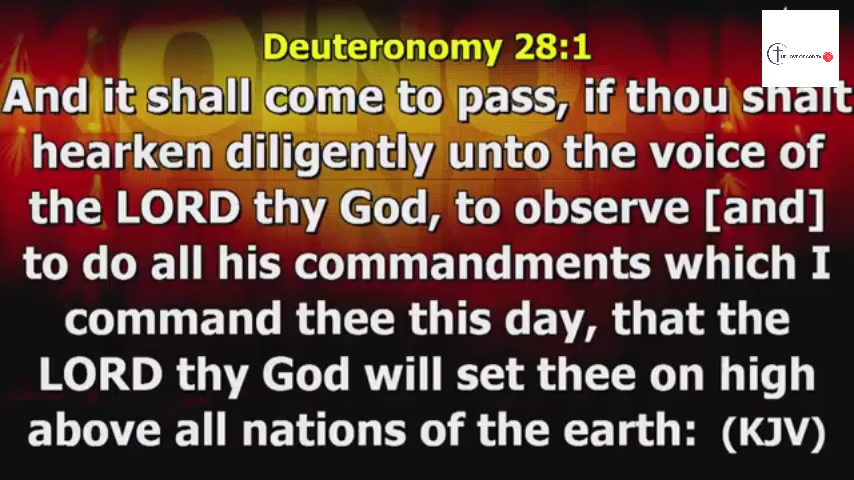 Deuteronomy 28:1
And it shall come to pass, if thou shalt
hearken diligently unto the voice of
the LORD thy God, to observe [and]
to do all his commandments which I
command thee this day, that the
LORD thy God will set thee on high
above all nations of the earth: (KJV)